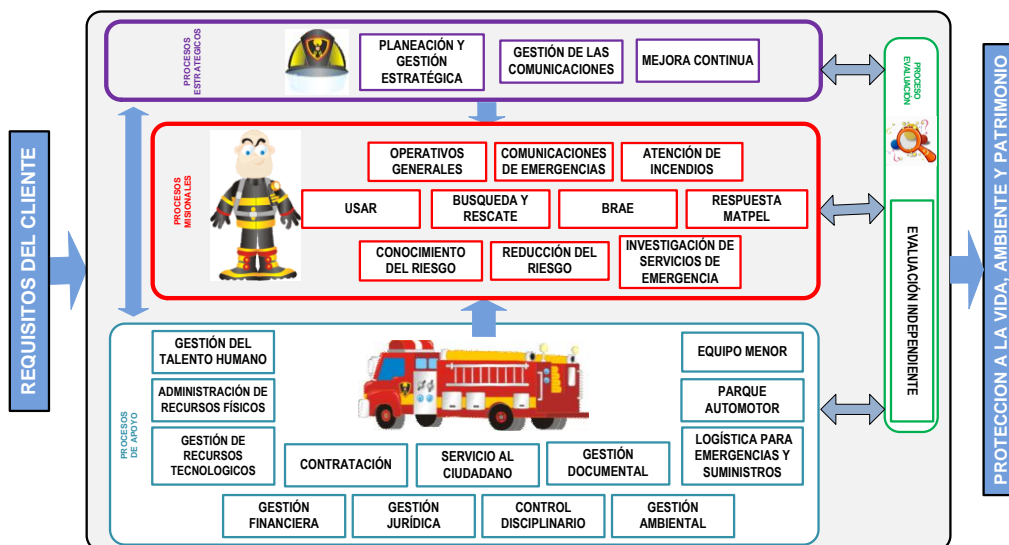 REQUISITOS DEL CLIENTE
PROCESOS
ESTRATEGICOS
PLANEACIÓN Y
GESTIÓN
ESTRATÉGICA
GESTIÓN DE LAS
COMUNICACIONES
MEJORA CONTINUA
PROCESO
EVALUACIÓN
EVALUACIÓN INDEPENDIENTE
PROCESOS
MISIONALES
OPERATIVOS
GENERALES
COMUNICACIONES
DE EMERGENCIAS
ATENCIÓN DE
INCENDIOS
USAR
BUSQUEDA Y
RESCATE
BRAE
RESPUESTA
MATPEL
CONOCIMIENTO
DEL RIESGO
REDUCCIÓN DEL
RIESGO
INVESTIGACIÓN DE
SERVICIOS DE
EMERGENCIA
PROCESOS
DE APOYO
GESTIÓN DEL
TALENTO HUMANO
EQUIPO MENOR
ADMINISTRACIÓN DE
RECURSOS FÍSICOS
PARQUE
AUTOMOTOR
GESTIÓN DE
RECURSOS
TECNOLOGICOS
CONTRATACIÓN
SERVICIO AL
CIUDADANO
GESTIÓN
DOCUMENTAL
LOGÍSTICA PARA
EMERGENCIAS Y
SUMINISTROS
GESTIÓN
FINANCIERA
GESTIÓN
JURÍDICA
CONTROL
DISCIPLINARIO
GESTIÓN
AMBIENTAL
PROTECCION A LA VIDA, AMBIENTE Y PATRIMONIO